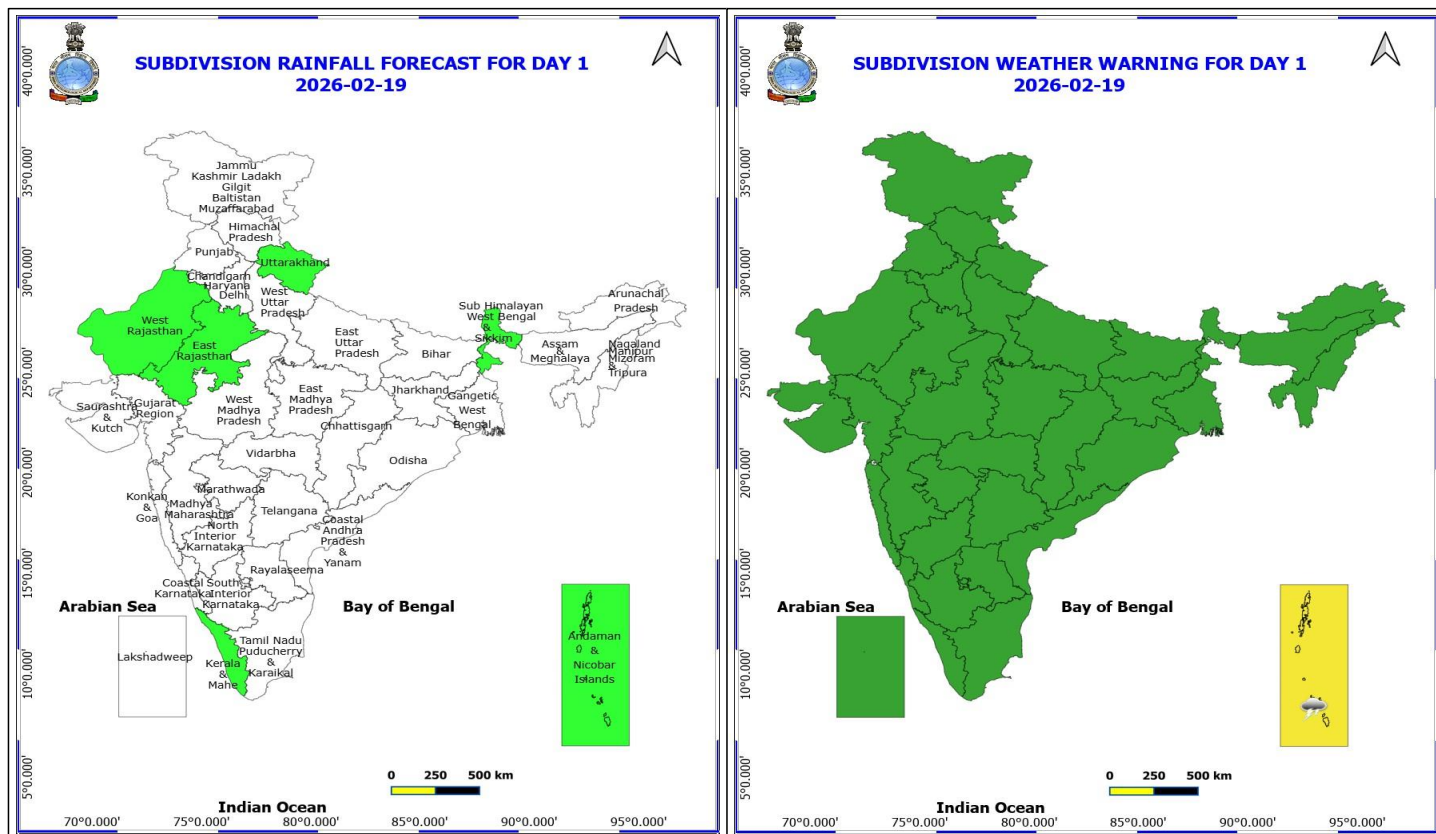 SUBDIVISION RAINFALL FORECAST FOR DAY 1
2026-02-19
40°0.000'
35°0.000'
30°0.000'
25°0.000'
20°0.000'
15°0.000'
10°0.000'
5°0.000'
Jammu
Kashmir Ladakh
Gilgit
Baltistan
Muzaffarabad
Himachal
Pradesh
Punjab
Uttarakhand
Chandigarh
Haryana
Delhi
West
Uttar
Pradesh
West
Rajasthan
East
Rajasthan
East
Uttar
Pradesh
Bihar
Sub Himalayan
West Bengal
&
Sikkim
Arunachal
Pradesh
Assam
&
Meghalaya
Nagaland
Manipur
Mizoram
&
Tripura
Saurashtra
&
Kutch
Gujarat
Region
West
Madhya
Pradesh
East
Madhya
Pradesh
Jharkhand
Gangetic
West
Bengal
Chhattisgarh
Vidarbha
Odisha
Konkan
&
Goa
Madhya
Maharashtra
Marathwada
Telangana
North
Interior
Karnataka
Coastal
Andhra
Pradesh
&
Yanam
Rayalaseema
Coastal
Karnataka
South
Interior
Karnataka
Arabian Sea
Bay of Bengal
Lakshadweep
Kerala
&
Mahe
Tamil Nadu
Puducherry
&
Karaikal
Andaman
&
Nicobar
Islands
0 250 500 km
Indian Ocean
70°0.000' 75°0.000' 80°0.000' 85°0.000' 90°0.000' 95°0.000'
SUBDIVISION WEATHER WARNING FOR DAY 1
2026-02-19
40°0.000'
35°0.000'
30°0.000'
25°0.000'
20°0.000'
15°0.000'
10°0.000'
5°0.000'
Arabian Sea
Bay of Bengal
0 250 500 km
Indian Ocean
70°0.000' 75°0.000' 80°0.000' 85°0.000' 90°0.000' 95°0.000'